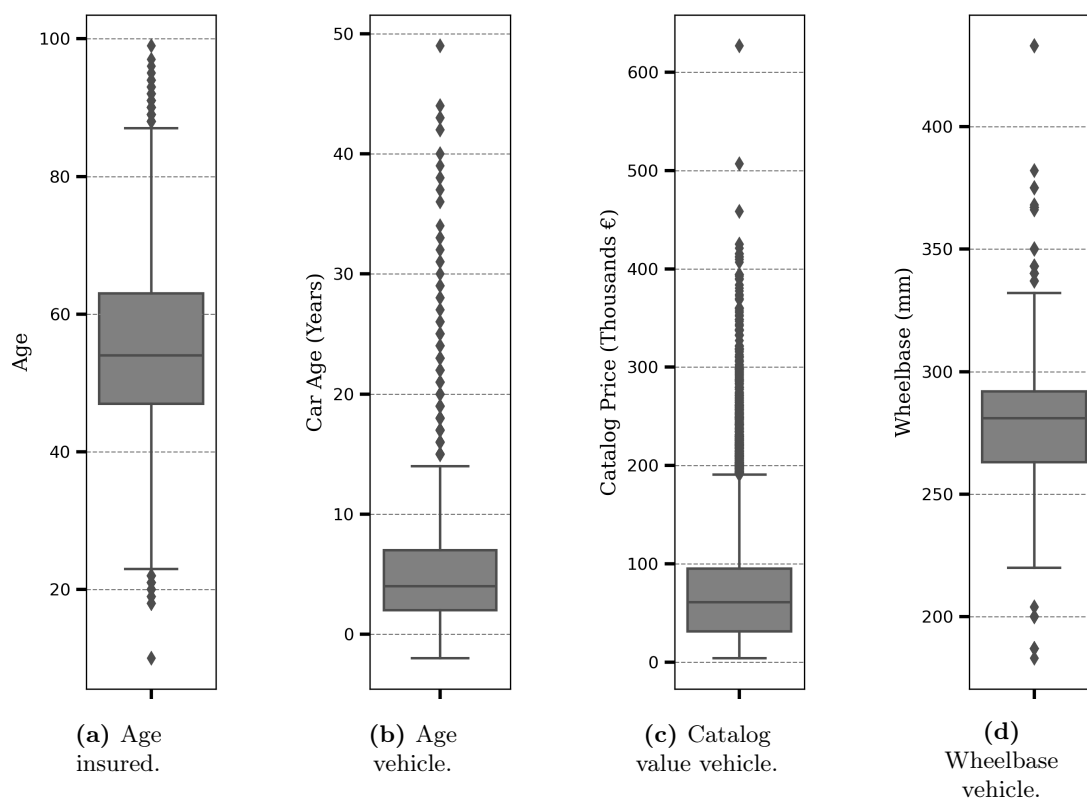 100
80
60
40
20
Age
(a) Age
insured.
50
40
30
20
10
0
Car Age (Years)
(b) Age
vehicle.
600
500
400
300
200
100
0
Catalog Price (Thousands €)
(c) Catalog
value vehicle.
400
350
300
250
200
Wheelbase (mm)
(d)
Wheelbase
vehicle.